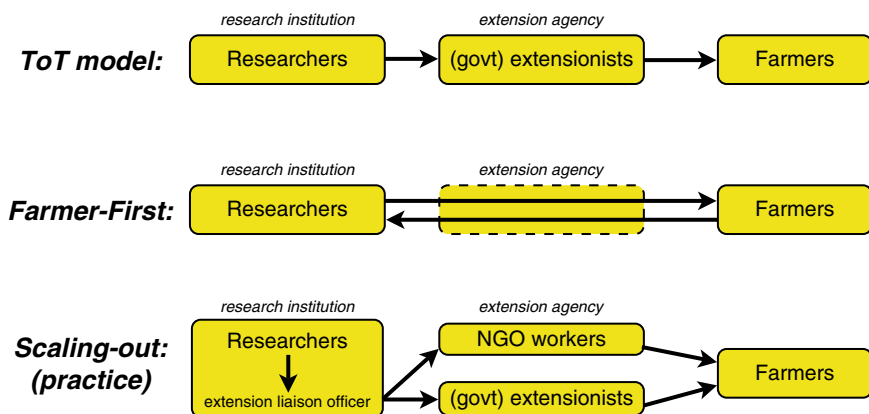 research institution
extension agency
ToT model:
Researchers
(govt) extensionists
Farmers
research institution
extension agency
Farmer-First:
Researchers
Farmers
research institution
extension agency
Scaling-out:
(practice)
Researchers
extension liaison officer
NGO workers
(govt) extensionists
Farmers